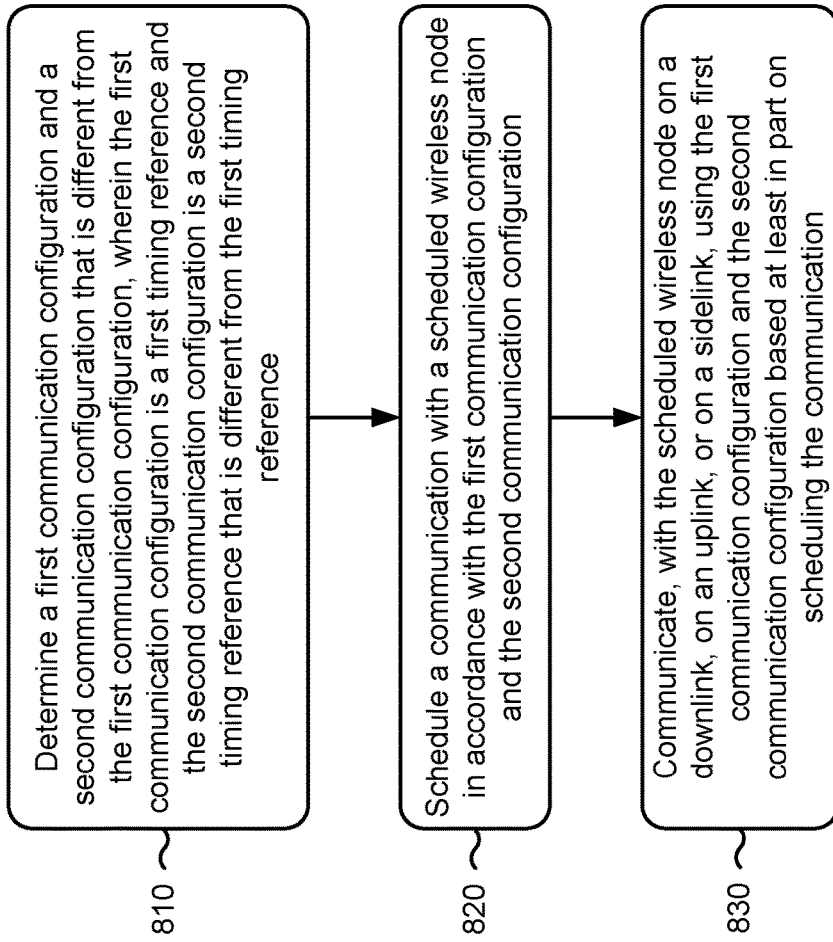 810
Determine a first communication configuration and a
second communication configuration that is different from
the first communication configuration, wherein the first
communication configuration is a first timing reference and
the second communication configuration is a second
timing reference that is different from the first timing
reference
820
Schedule a communication with a scheduled wireless node
in accordance with the first communication configuration
and the second communication configuration
830
Communicate, with the scheduled wireless node on a
downlink, on an uplink, or on a sidelink, using the first
communication configuration and the second
communication configuration based at least in part on
scheduling the communication